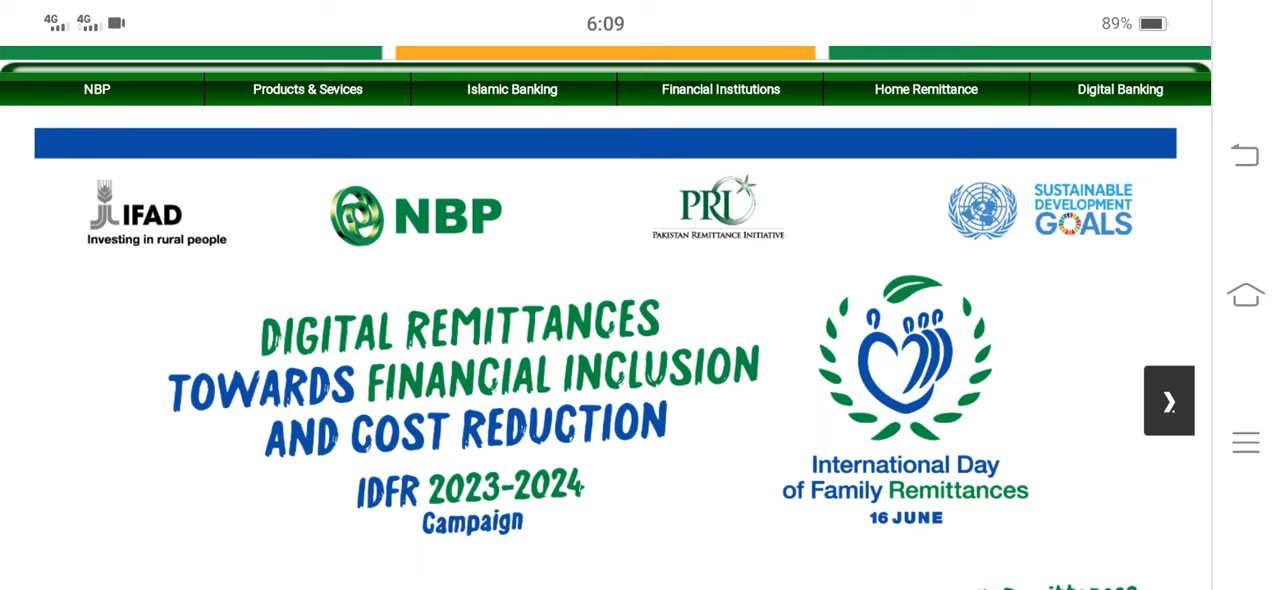 4G 4G 6:09 89%
NBP Products & Sevices Islamic Banking Financial Institutions Home Remittance Digital Banking
IFAD
Investing in rural people
NBP
PRI
PAKISTAN REMITTANCE INITIATIVE
SUSTAINABLE
DEVELOPMENT
GOALS
DIGITAL REMITTANCES
TOWARDS FINANCIAL INCLUSION
AND COST REDUCTION
IDFR 2023-2024
Campaign
International Day
of Family Remittances
16 JUNE